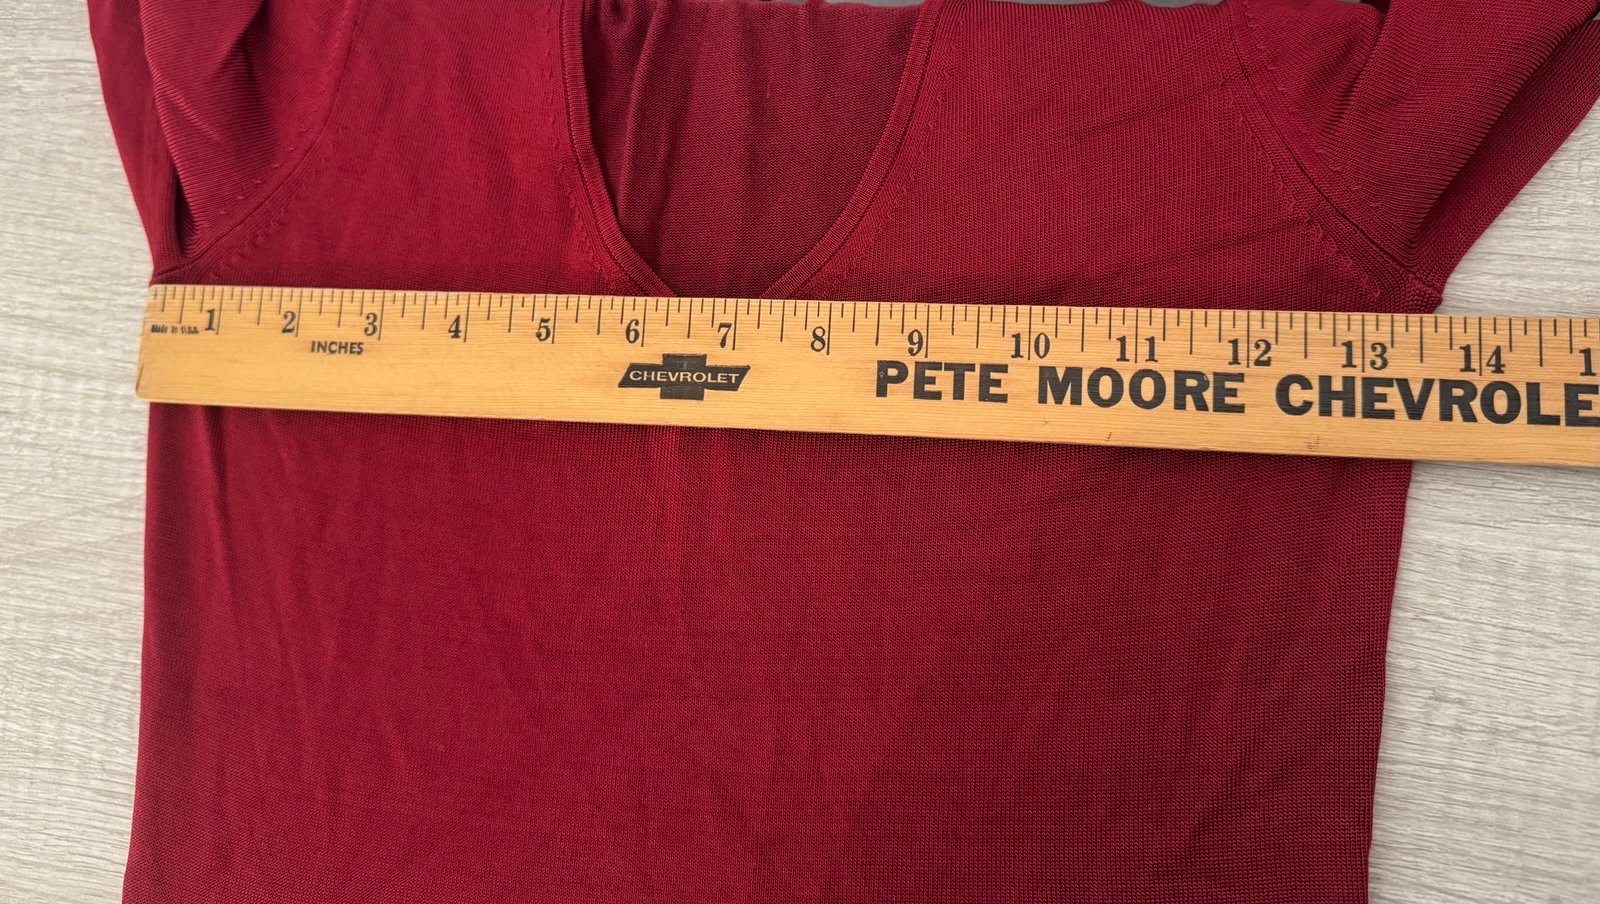 1 2 3 4 5 6 7 8 9 10 11 12 13 14 1
Made in U.S.A.
INCHES
CHEVROLET
PETE MOORE CHEVROLE